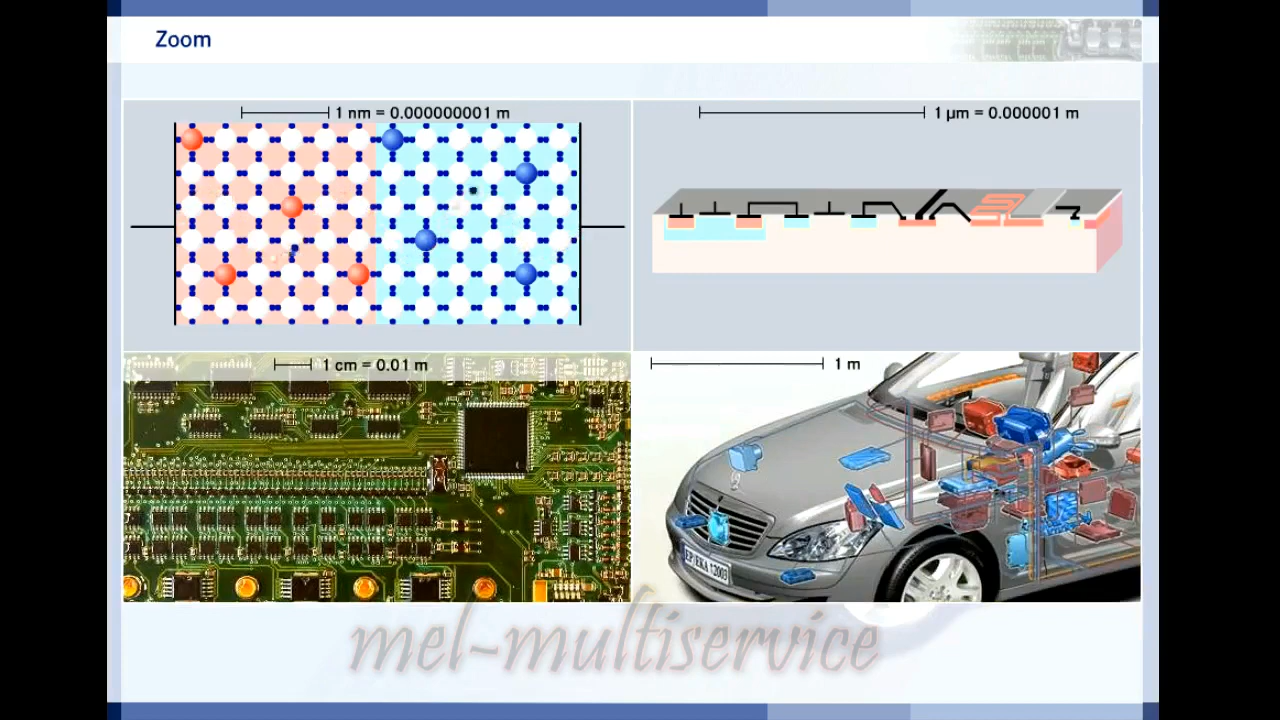 Zoom
1 nm = 0.000000001 m
1 µm = 0.000001 m
1 cm = 0.01 m
1 m
mel-multiservice